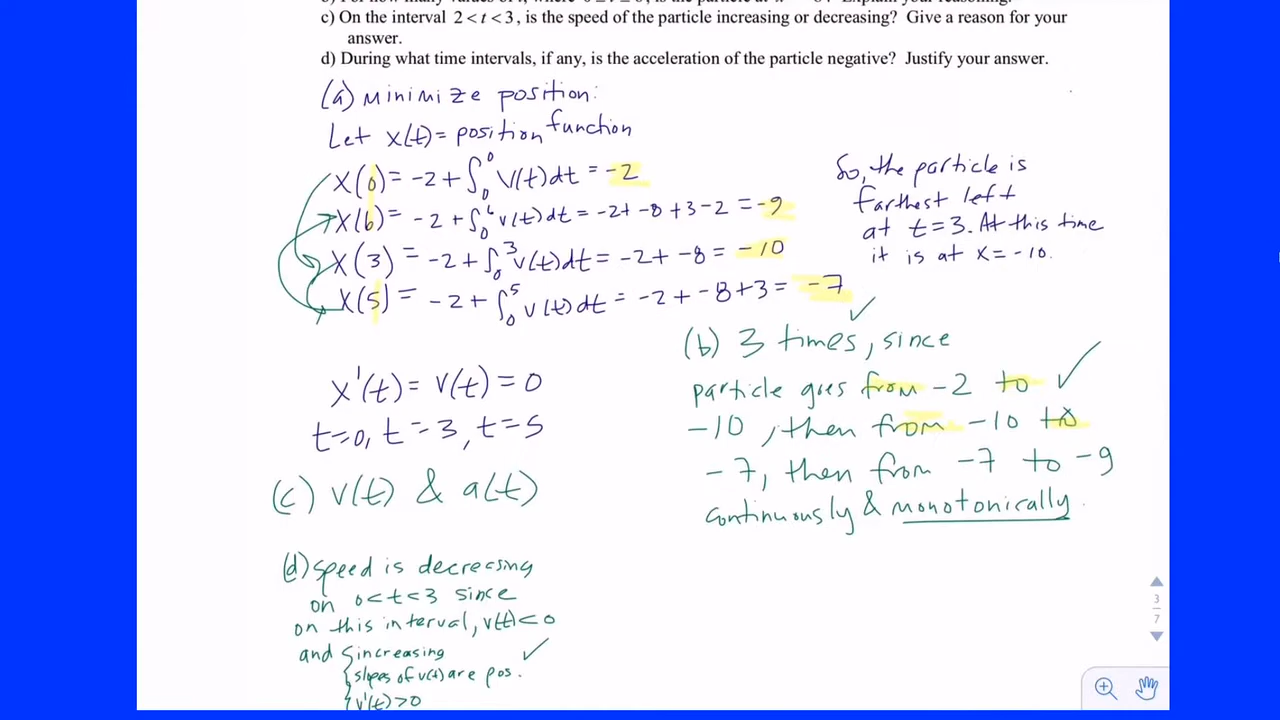 c) On the interval 2 < t < 3, is the speed of the particle increasing or decreasing? Give a reason for your
answer.
d) During what time intervals, if any, is the acceleration of the particle negative? Justify your answer.
(a) minimize position:
Let x(t) = position function
x(0) = -2 + ∫₀⁰ v(t)dt = -2
x(6) = -2 + ∫₀⁶ v(t)dt = -2 + -8 + 3 - 2 = -9
x(3) = -2 + ∫₀³ v(t)dt = -2 + -8 = -10
x(5) = -2 + ∫₀⁵ v(t)dt = -2 + -8 + 3 = -7
So, the particle is
farthest left
at t = 3. At this time
it is at x = -10.
x'(t) = v(t) = 0
t=0, t=3, t=5
(b) 3 times, since
particle goes from -2 to
-10, then from -10 to
-7, then from -7 to -9
continuously & monotonically.
(c) v(t) & a(t)
(d) speed is decreasing
on 0<t<3 since
on this interval, v(t)<0
and { increasing
slopes of v(t) are pos.
v'(t)>0
3
7